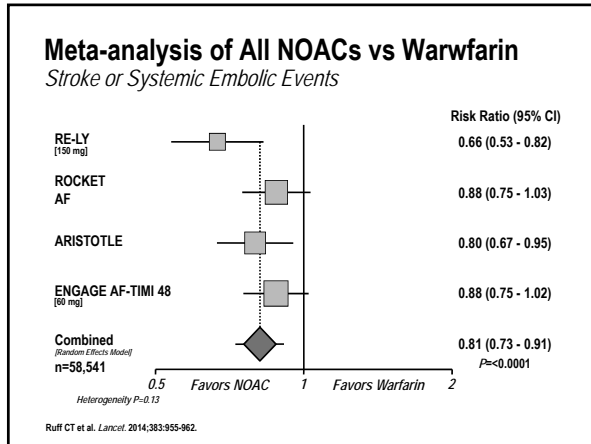 Meta-analysis of All NOACs vs Warwfarin
Stroke or Systemic Embolic Events
Risk Ratio (95% CI)
RE-LY
[150 mg]
0.66 (0.53 - 0.82)
ROCKET
AF
0.88 (0.75 - 1.03)
ARISTOTLE
0.80 (0.67 - 0.95)
ENGAGE AF-TIMI 48
[60 mg]
0.88 (0.75 - 1.02)
Combined
[Random Effects Model]
n=58,541
0.81 (0.73 - 0.91)
P=<0.0001
0.5 Favors NOAC 1 Favors Warfarin 2
Heterogeneity P=0.13
Ruff CT et al. Lancet. 2014;383:955-962.